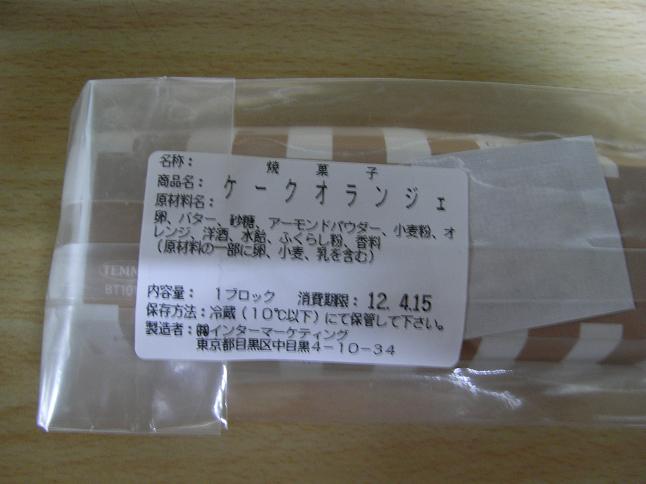 名称： 焼菓子
商品名： ケークオランジェ
原材料名：
卵、バター、砂糖、アーモンドパウダー、小麦粉、オ
レンジ、洋酒、水飴、ふくらし粉、香料
（原材料の一部に卵、小麦、乳を含む）
内容量： 1ブロック 消費期限： 12. 4.15
保存方法：冷蔵（10℃以下）にて保管して下さい。
製造者：㈱インターマーケティング
東京都目黒区中目黒4－10－34